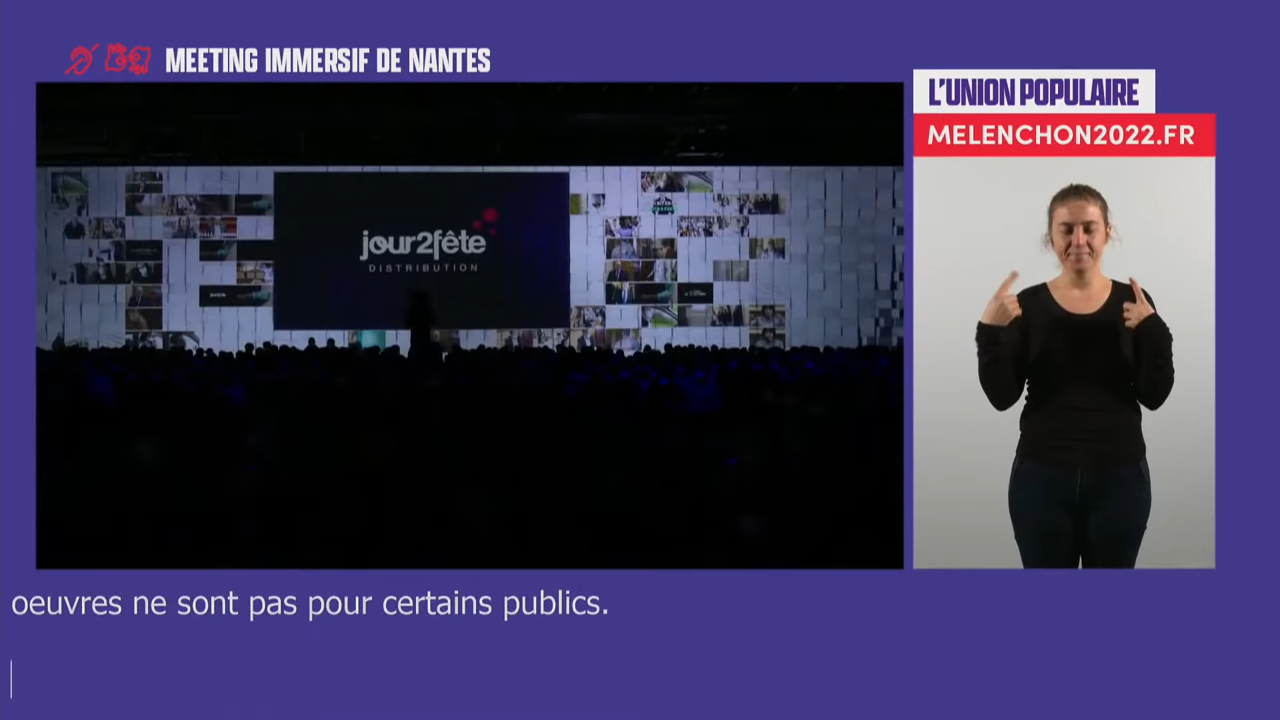 MEETING IMMERSIF DE NANTES
L'UNION POPULAIRE
MELENCHON2022.FR
jour2fête
DISTRIBUTION
oeuvres ne sont pas pour certains publics.